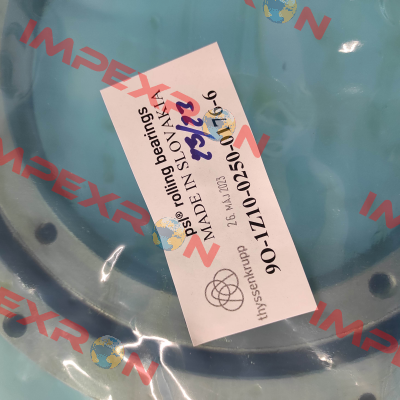 psl® rolling bearings
MADE IN SLOVAKIA
25/23
thyssenkrupp
26. MÁJ 2023
9O-1Z10-0250-0176-6
IMPEXRON
IMPEXRON
IMPEXRON
IMPEXRON